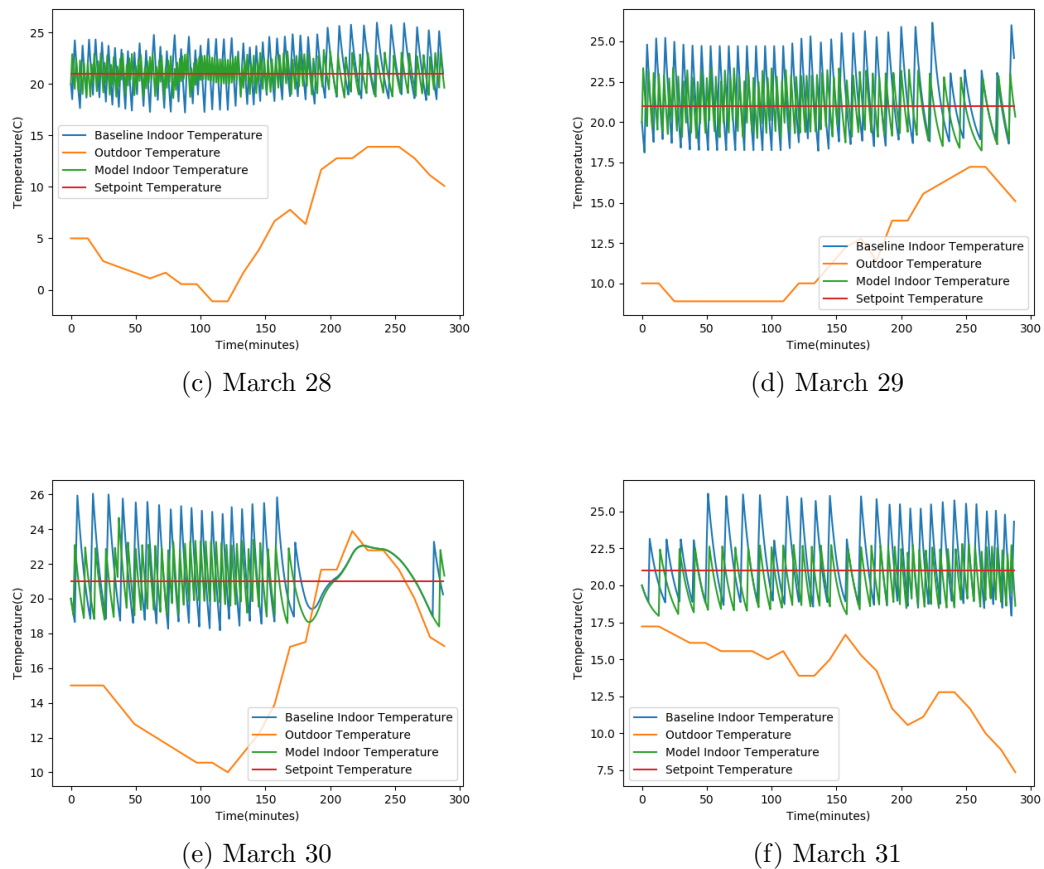 25
20
15
10
5
0
Temperature(C)
Baseline Indoor Temperature
Outdoor Temperature
Model Indoor Temperature
Setpoint Temperature
0 50 100 150 200 250 300
Time(minutes)
(c) March 28
25.0
22.5
20.0
17.5
15.0
12.5
10.0
Temperature(C)
Baseline Indoor Temperature
Outdoor Temperature
Model Indoor Temperature
Setpoint Temperature
0 50 100 150 200 250 300
Time(minutes)
(d) March 29
26
24
22
20
18
16
14
12
10
Temperature(C)
Baseline Indoor Temperature
Outdoor Temperature
Model Indoor Temperature
Setpoint Temperature
0 50 100 150 200 250 300
Time(minutes)
(e) March 30
25.0
22.5
20.0
17.5
15.0
12.5
10.0
7.5
Temperature(C)
Baseline Indoor Temperature
Outdoor Temperature
Model Indoor Temperature
Setpoint Temperature
0 50 100 150 200 250 300
Time(minutes)
(f) March 31